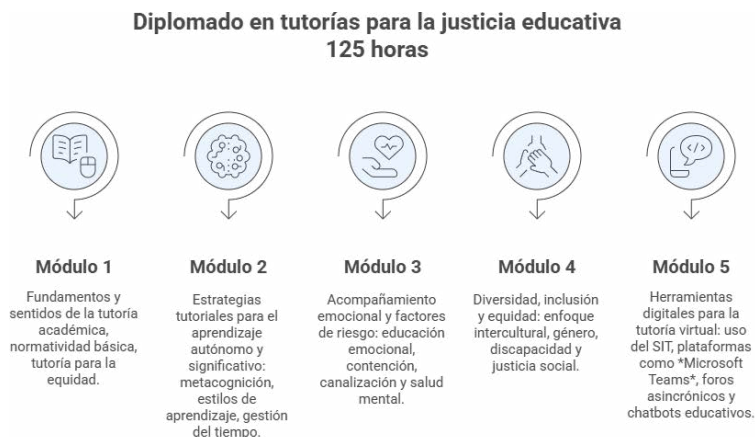 Diplomado en tutorías para la justicia educativa
125 horas
Módulo 1
Fundamentos y
sentidos de la tutoría
académica,
normatividad básica,
tutoría para la
equidad.
Módulo 2
Estrategias
tutoriales para el
aprendizaje
autónomo y
significativo:
metacognición,
estilos de
aprendizaje, gestión
del tiempo.
Módulo 3
Acompañamiento
emocional y factores
de riesgo: educación
emocional,
contención,
canalización y salud
mental.
Módulo 4
Diversidad, inclusión
y equidad: enfoque
intercultural, género,
discapacidad y
justicia social.
Módulo 5
Herramientas
digitales para la
tutoría virtual: uso
del SIT, plataformas
como *Microsoft
Teams*, foros
asincrónicos y
chatbots educativos.